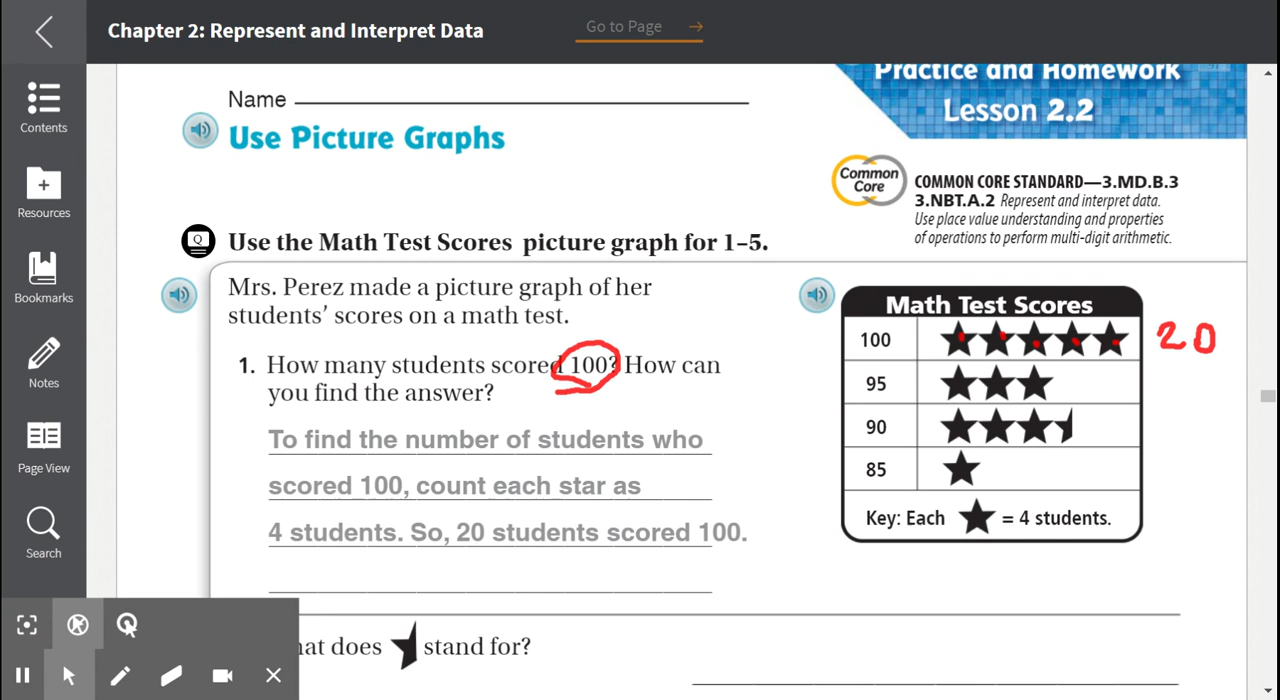 Chapter 2: Represent and Interpret Data
Go to Page
Contents
Resources
Bookmarks
Notes
Page View
Search
Practice and Homework
Lesson 2.2
Name
Use Picture Graphs
Common Core
COMMON CORE STANDARD—3.MD.B.3
3.NBT.A.2 Represent and interpret data.
Use place value understanding and properties
of operations to perform multi-digit arithmetic.
Q
Use the Math Test Scores picture graph for 1–5.
Mrs. Perez made a picture graph of her
students' scores on a math test.
1. How many students scored 100? How can
you find the answer?
To find the number of students who
scored 100, count each star as
4 students. So, 20 students scored 100.
Math Test Scores
100
20
95
90
85
Key: Each = 4 students.
hat does stand for?